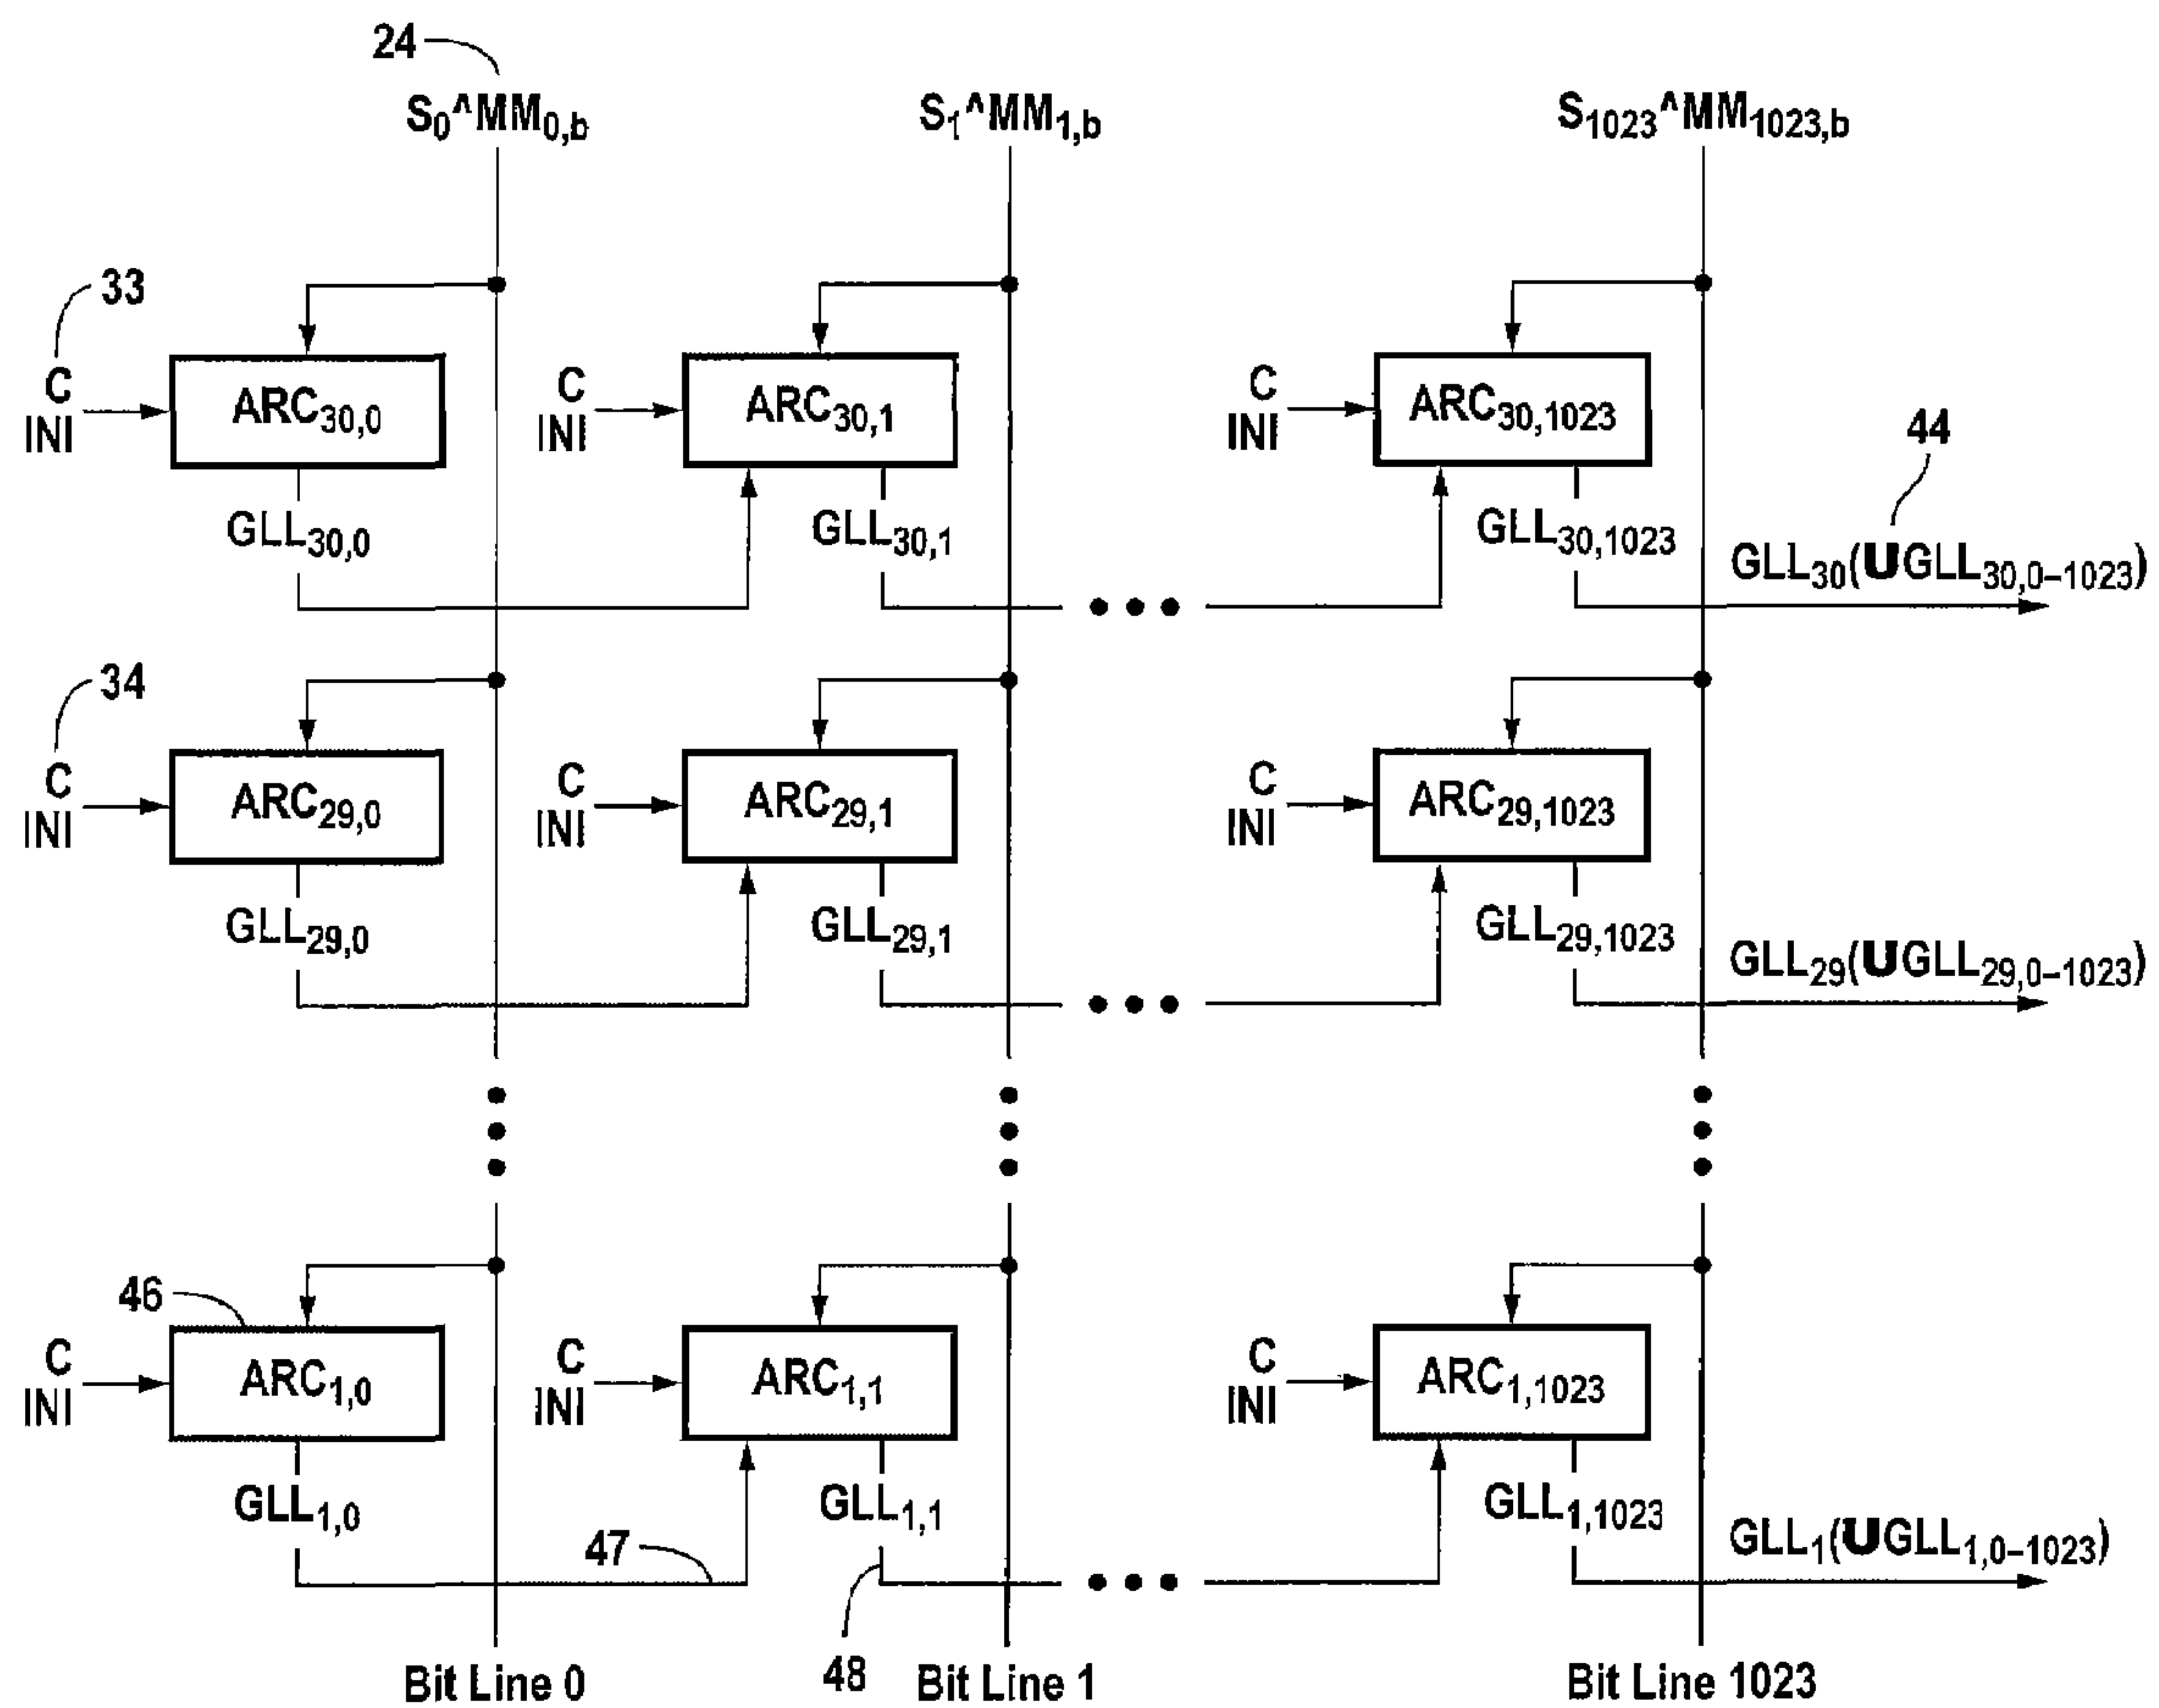 24
S₀^MM₀,b S₁^MM₁,b S₁₀₂₃^MM₁₀₂₃,b
33
C C C
INI INI INI
ARC₃₀,₀ ARC₃₀,₁ ARC₃₀,₁₀₂₃
44
GLL₃₀,₀ GLL₃₀,₁ GLL₃₀,₁₀₂₃
GLL₃₀(UGLL₃₀,₀₋₁₀₂₃)
34
C C C
INI INI INI
ARC₂₉,₀ ARC₂₉,₁ ARC₂₉,₁₀₂₃
GLL₂₉,₀ GLL₂₉,₁ GLL₂₉,₁₀₂₃
GLL₂₉(UGLL₂₉,₀₋₁₀₂₃)
46
C C C
INI INI INI
ARC₁,₀ ARC₁,₁ ARC₁,₁₀₂₃
GLL₁,₀ GLL₁,₁ GLL₁,₁₀₂₃
47
GLL₁(UGLL₁,₀₋₁₀₂₃)
48
Bit Line 0 Bit Line 1 Bit Line 1023